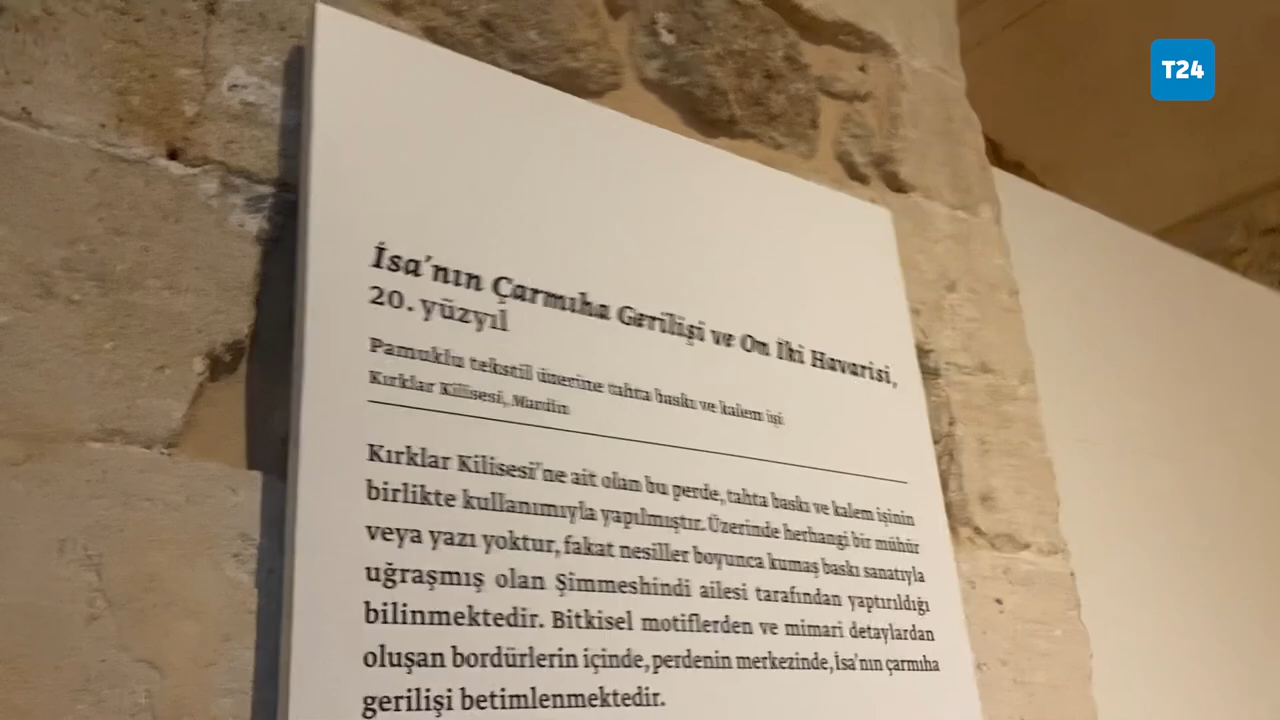 T24
İsa'nın Çarmıha Gerilişi ve On İki Havarisi,
20. yüzyıl
Pamuklu tekstil üzerine tahta baskı ve kalem işi
Kırklar Kilisesi, Mardin
Kırklar Kilisesi'ne ait olan bu perde, tahta baskı ve kalem işinin
birlikte kullanımıyla yapılmıştır. Üzerinde herhangi bir mühür
veya yazı yoktur, fakat nesiller boyunca kumaş baskı sanatıyla
uğraşmış olan Şimmeshindi ailesi tarafından yaptırıldığı
bilinmektedir. Bitkisel motiflerden ve mimari detaylardan
oluşan bordürlerin içinde, perdenin merkezinde, İsa'nın çarmıha
gerilişi betimlenmektedir.